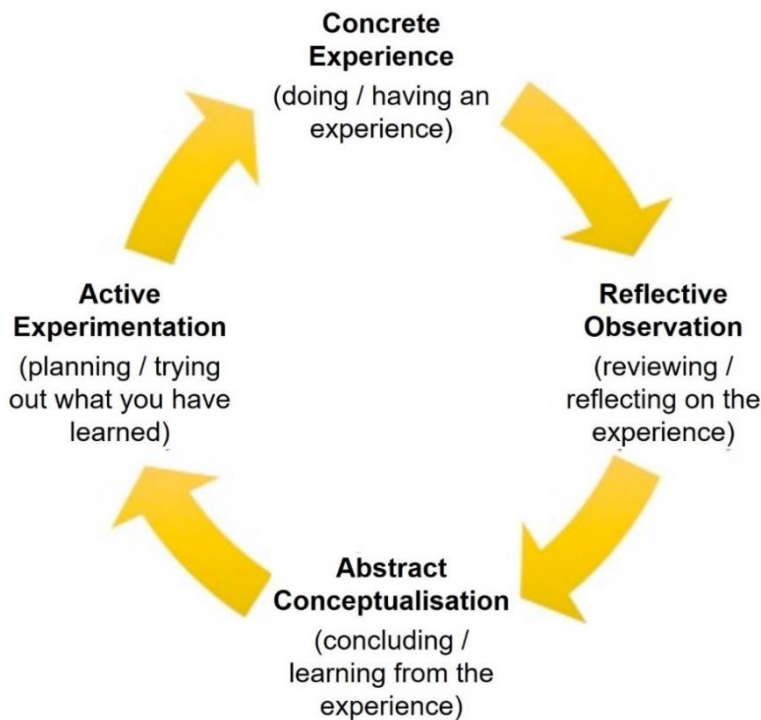 Concrete
Experience
(doing / having an
experience)
Reflective
Observation
(reviewing /
reflecting on the
experience)
Abstract
Conceptualisation
(concluding /
learning from the
experience)
Active
Experimentation
(planning / trying
out what you have
learned)